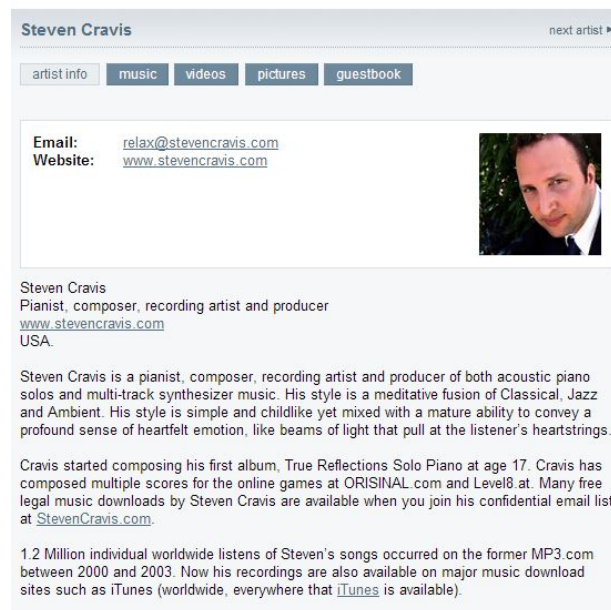 Steven Cravis
next artist
artist info music videos pictures guestbook
Email: relax@stevencravis.com
Website: www.stevencravis.com
Steven Cravis
Pianist, composer, recording artist and producer
www.stevencravis.com
USA.
Steven Cravis is a pianist, composer, recording artist and producer of both acoustic piano
solos and multi-track synthesizer music. His style is a meditative fusion of Classical, Jazz
and Ambient. His style is simple and childlike yet mixed with a mature ability to convey a
profound sense of heartfelt emotion, like beams of light that pull at the listener's heartstrings.
Cravis started composing his first album, True Reflections Solo Piano at age 17. Cravis has
composed multiple scores for the online games at ORISINAL.com and Level8.at. Many free
legal music downloads by Steven Cravis are available when you join his confidential email list
at StevenCravis.com.
1.2 Million individual worldwide listens of Steven's songs occurred on the former MP3.com
between 2000 and 2003. Now his recordings are also available on major music download
sites such as iTunes (worldwide, everywhere that iTunes is available).